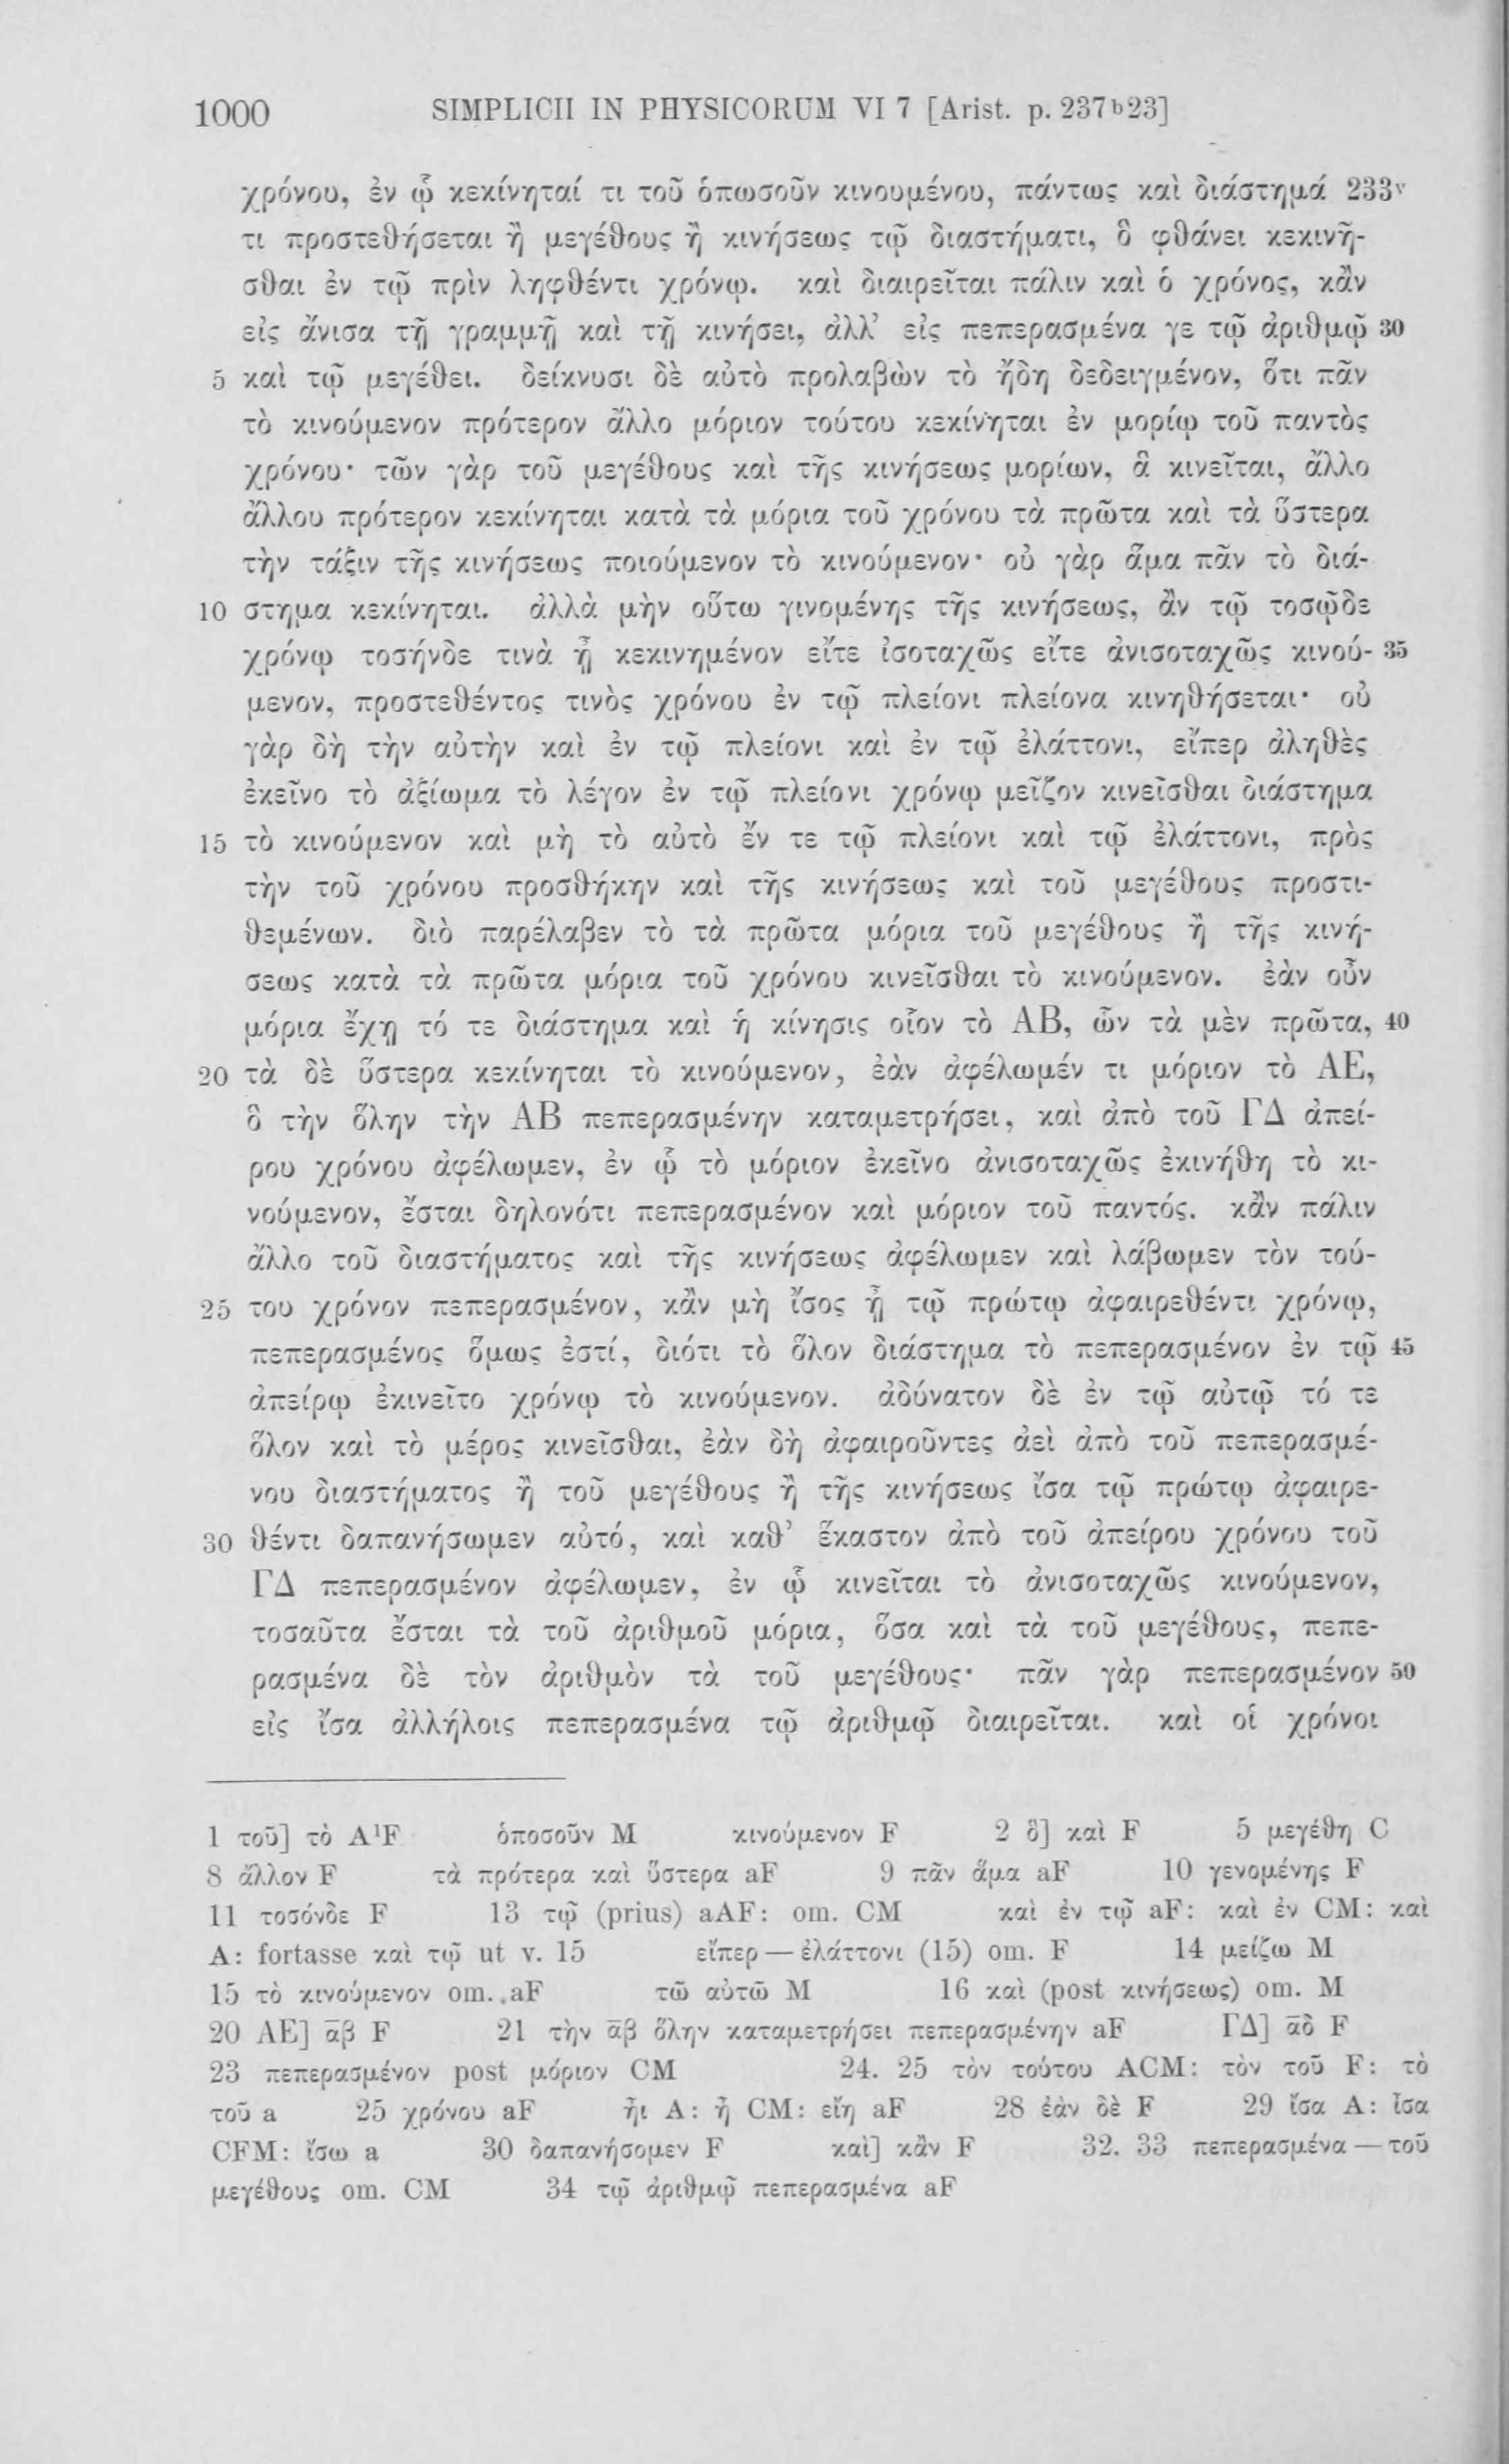 1000 SIMPLICII IN PHYSICORUM VI 7 [Arist. p. 237b23]
χρόνου, ἐν ᾧ κεκίνηταί τι τοῦ ὁπωσοῦν κινουμένου, πάντως καὶ διάστημά 233v
τι προστεθήσεται ἢ μεγέθους ἢ κινήσεως τῷ διαστήματι, ὃ φθάνει κεκινῆ-
σθαι ἐν τῷ πρὶν ληφθέντι χρόνῳ. καὶ διαιρεῖται πάλιν καὶ ὁ χρόνος, κἂν
εἰς ἄνισα τῇ γραμμῇ καὶ τῇ κινήσει, ἀλλ’ εἰς πεπερασμένα γε τῷ ἀριθμῷ 30
5 καὶ τῷ μεγέθει. δείκνυσι δὲ αὐτὸ προλαβὼν τὸ ἤδη δεδειγμένον, ὅτι πᾶν
τὸ κινούμενον πρότερον ἄλλο μόριον τούτου κεκίνηται ἐν μορίῳ τοῦ παντὸς
χρόνου· τῶν γὰρ τοῦ μεγέθους καὶ τῆς κινήσεως μορίων, ἃ κινεῖται, ἄλλο
ἄλλου πρότερον κεκίνηται κατὰ τὰ μόρια τοῦ χρόνου τὰ πρῶτα καὶ τὰ ὕστερα
τὴν τάξιν τῆς κινήσεως ποιούμενον τὸ κινούμενον· οὐ γὰρ ἅμα πᾶν τὸ διά-
10 στημα κεκίνηται. ἀλλὰ μὴν οὕτω γινομένης τῆς κινήσεως, ἂν τῷ τοσῷδε
χρόνῳ τοσήνδε τινὰ ᾖ κεκινημένον εἴτε ἰσοταχῶς εἴτε ἀνισοταχῶς κινού- 35
μενον, προστεθέντος τινὸς χρόνου ἐν τῷ πλείονι πλείονα κινηθήσεται· οὐ
γὰρ δὴ τὴν αὐτὴν καὶ ἐν τῷ πλείονι καὶ ἐν τῷ ἐλάττονι, εἴπερ ἀληθὲς
ἐκεῖνο τὸ ἀξίωμα τὸ λέγον ἐν τῷ πλείονι χρόνῳ μεῖζον κινεῖσθαι διάστημα
15 τὸ κινούμενον καὶ μὴ τὸ αὐτὸ ἔν τε τῷ πλείονι καὶ τῷ ἐλάττονι, πρὸς
τὴν τοῦ χρόνου προσθήκην καὶ τῆς κινήσεως καὶ τοῦ μεγέθους προστι-
θεμένων. διὸ παρέλαβεν τὸ τὰ πρῶτα μόρια τοῦ μεγέθους ἢ τῆς κινή-
σεως κατὰ τὰ πρῶτα μόρια τοῦ χρόνου κινεῖσθαι τὸ κινούμενον. ἐὰν οὖν
μόρια ἔχῃ τό τε διάστημα καὶ ἡ κίνησις οἷον τὸ ΑΒ, ὧν τὰ μὲν πρῶτα, 40
20 τὰ δὲ ὕστερα κεκίνηται τὸ κινούμενον, ἐὰν ἀφέλωμέν τι μόριον τὸ ΑΕ,
ὃ τὴν ὅλην τὴν ΑΒ πεπερασμένην καταμετρήσει, καὶ ἀπὸ τοῦ ΓΔ ἀπεί-
ρου χρόνου ἀφέλωμεν, ἐν ᾧ τὸ μόριον ἐκεῖνο ἀνισοταχῶς ἐκινήθη τὸ κι-
νούμενον, ἔσται δηλονότι πεπερασμένον καὶ μόριον τοῦ παντός. κἂν πάλιν
ἄλλο τοῦ διαστήματος καὶ τῆς κινήσεως ἀφέλωμεν καὶ λάβωμεν τὸν τού-
25 του χρόνον πεπερασμένον, κἂν μὴ ἴσος ᾖ τῷ πρώτῳ ἀφαιρεθέντι χρόνῳ,
πεπερασμένος ὅμως ἐστί, διότι τὸ ὅλον διάστημα τὸ πεπερασμένον ἐν τῷ 45
ἀπείρῳ ἐκινεῖτο χρόνῳ τὸ κινούμενον. ἀδύνατον δὲ ἐν τῷ αὐτῷ τό τε
ὅλον καὶ τὸ μέρος κινεῖσθαι, ἐὰν δὴ ἀφαιροῦντες ἀεὶ ἀπὸ τοῦ πεπερασμέ-
νου διαστήματος ἢ τοῦ μεγέθους ἢ τῆς κινήσεως ἴσα τῷ πρώτῳ ἀφαιρε-
30 θέντι δαπανήσωμεν αὐτό, καὶ καθ’ ἕκαστον ἀπὸ τοῦ ἀπείρου χρόνου τοῦ
ΓΔ πεπερασμένον ἀφέλωμεν, ἐν ᾧ κινεῖται τὸ ἀνισοταχῶς κινούμενον,
τοσαῦτα ἔσται τὰ τοῦ ἀριθμοῦ μόρια, ὅσα καὶ τὰ τοῦ μεγέθους, πεπε-
ρασμένα δὲ τὸν ἀριθμὸν τὰ τοῦ μεγέθους· πᾶν γὰρ πεπερασμένον 50
εἰς ἴσα ἀλλήλοις πεπερασμένα τῷ ἀριθμῷ διαιρεῖται. καὶ οἱ χρόνοι
1 τοῦ] τὸ A¹F ὁποσοῦν M κινούμενον F 2 ὃ] καὶ F 5 μεγέθη C
8 ἄλλον F τὰ πρότερα καὶ ὕστερα aF 9 πᾶν ἅμα aF 10 γενομένης F
11 τοσόνδε F 13 τῷ (prius) aAF: om. CM καὶ ἐν τῷ aF: καὶ ἐν CM: καὶ
A: fortasse καὶ τῷ ut v. 15 εἴπερ — ἐλάττονι (15) om. F 14 μείζω M
15 τὸ κινούμενον om. aF τῶ αὐτῶ M 16 καὶ (post κινήσεως) om. M
20 ΑΕ] α̅β̅ F 21 τὴν α̅β̅ ὅλην καταμετρήσει πεπερασμένην aF ΓΔ] α̅δ̅ F
23 πεπερασμένον post μόριον CM 24. 25 τὸν τούτου ACM: τὸν τοῦ F: τὸ
τοῦ a 25 χρόνου aF ἦι A: ἢ CM: εἴη aF 28 ἐὰν δὲ F 29 ἴσα A: ἶσα
CFM: ἴσω a 30 δαπανήσομεν F καὶ] κἂν F 32. 33 πεπερασμένα — τοῦ
μεγέθους om. CM 34 τῷ ἀριθμῷ πεπερασμένα aF